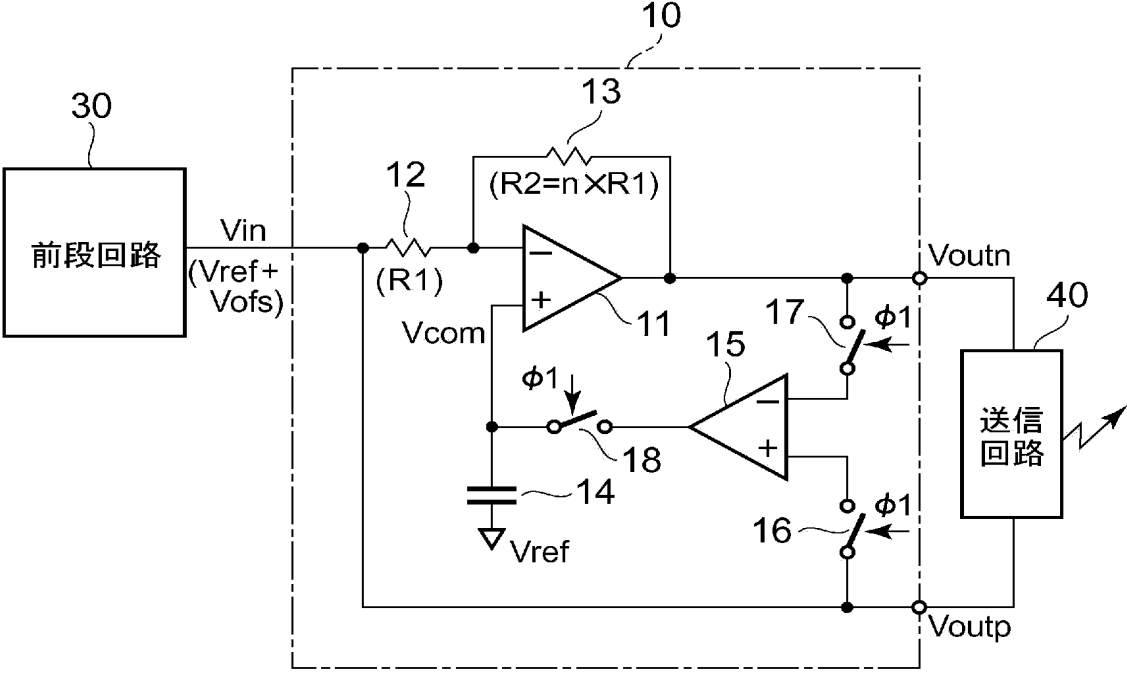 10
30
13
12
(R2=n×R1)
前段回路
Vin
(Vref+
Vofs)
(R1)
−
+
11
Vcom
Voutn
17
ϕ1
40
15
ϕ1
−
+
18
送信
回路
14
Vref
16
ϕ1
Voutp